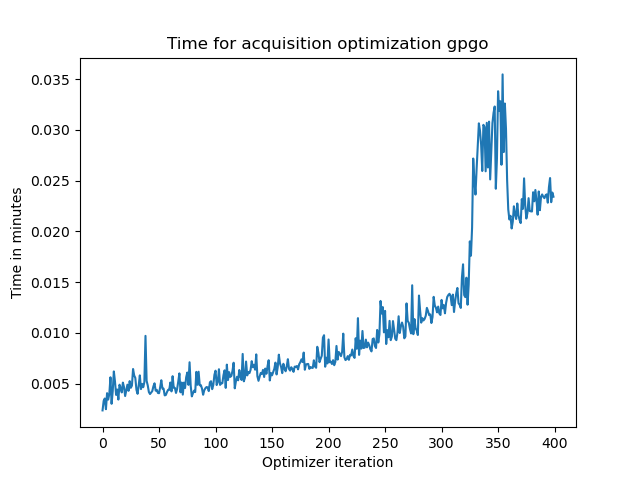 Time for acquisition optimization gpgo
0.035
0.030
0.025
0.020
0.015
0.010
0.005
Time in minutes
0 50 100 150 200 250 300 350 400
Optimizer iteration